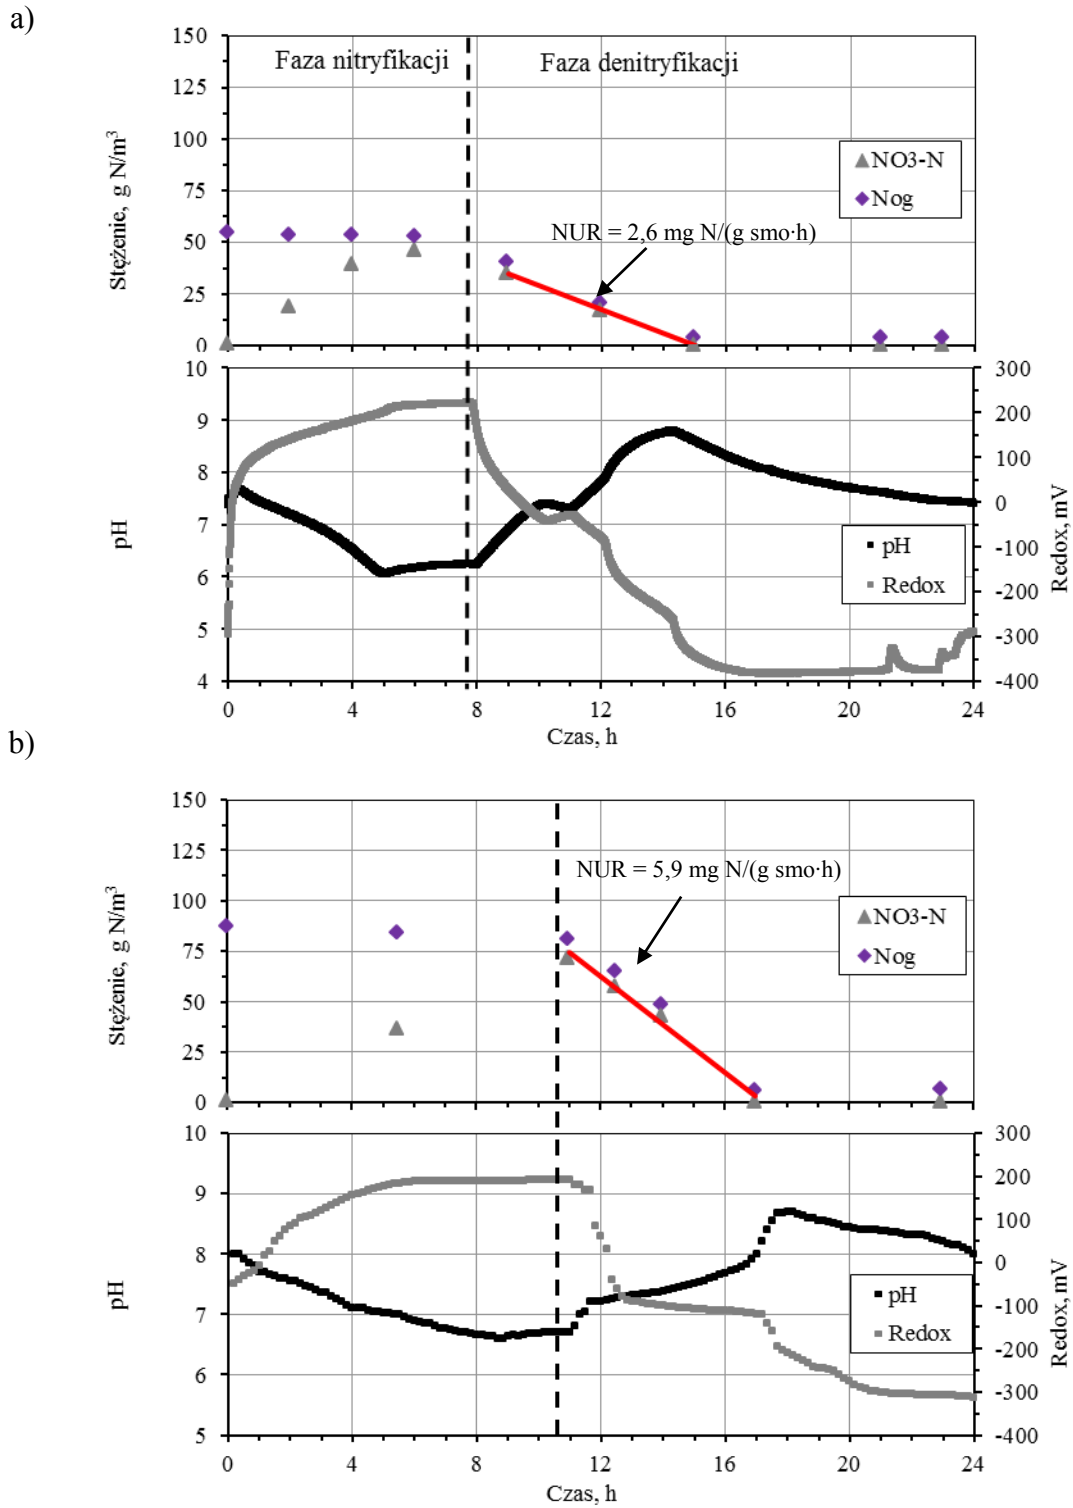 a)
Faza nitryfikacji
Faza denitryfikacji
150
125
100
75
50
25
0
Stężenie, g N/m³
NO3-N
Nog
NUR = 2,6 mg N/(g smo·h)
10
9
8
7
6
5
4
pH
300
200
100
0
-100
-200
-300
-400
Redox, mV
pH
Redox
0 4 8 12 16 20 24
Czas, h
b)
150
125
100
75
50
25
0
Stężenie, g N/m³
NUR = 5,9 mg N/(g smo·h)
NO3-N
Nog
10
9
8
7
6
5
pH
300
200
100
0
-100
-200
-300
-400
Redox, mV
pH
Redox
0 4 8 12 16 20 24
Czas, h